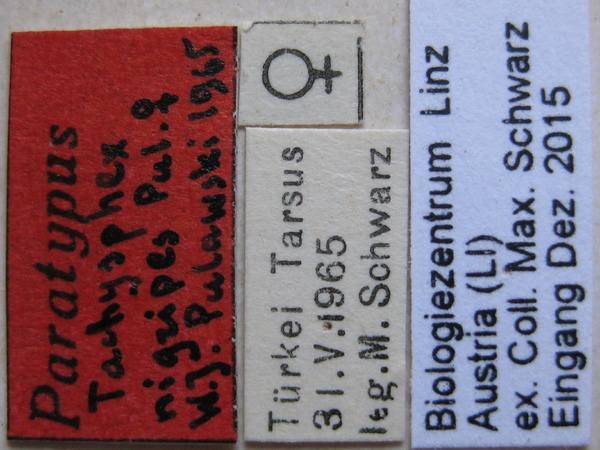 Paratypus
Tachysphex
nigripes Pul. ♀
W.J. Pulawski 1965
♀
Türkei Tarsus
31.V.1965
leg.M.Schwarz
Biologiezentrum Linz
Austria (LI)
ex. Coll. Max. Schwarz
Eingang Dez. 2015